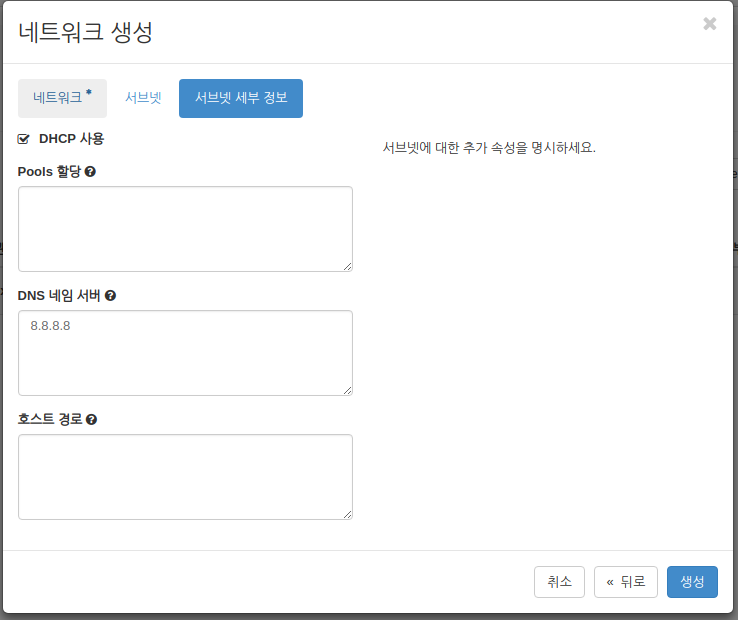 네트워크 생성
네트워크 * 서브넷 서브넷 세부 정보
DHCP 사용
서브넷에 대한 추가 속성을 명시하세요.
Pools 할당
DNS 네임 서버
8.8.8.8
호스트 경로
취소 « 뒤로 생성